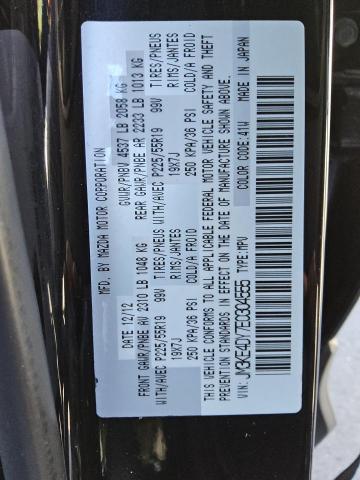 MFD. BY MAZDA MOTOR CORPORATION
DATE 12/12 GVWR/PNBV 4537 LB 2058 KG
FRONT GAWR/PNBE AV 2310 LB 1048 KG REAR GAWR/PNBE AR 2233 LB 1013 KG
WITH/AVEC P225/55R19 99V TIRES/PNEUS WITH/AVEC P225/55R19 99V TIRES/PNEUS
19X7J RIMS/JANTES 19X7J RIMS/JANTES
250 KPA/36 PSI COLD/A FROID 250 KPA/36 PSI COLD/A FROID
THIS VEHICLE CONFORMS TO ALL APPLICABLE FEDERAL MOTOR VEHICLE SAFETY AND THEFT
PREVENTION STANDARDS IN EFFECT ON THE DATE OF MANUFACTURE SHOWN ABOVE.
VIN: JM3KE4DY7E0304555 TYPE: MPV COLOR CODE: 41W MADE IN JAPAN